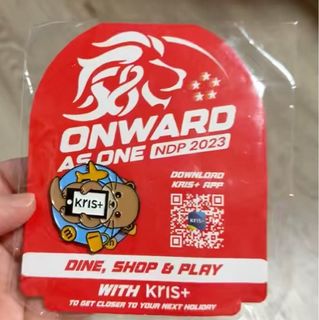 58
ONWARD
AS ONE NDP 2023
DOWNLOAD
KRIS+ APP
Kris+
DINE, SHOP & PLAY
WITH Kris+
TO GET CLOSER TO YOUR NEXT HOLIDAY